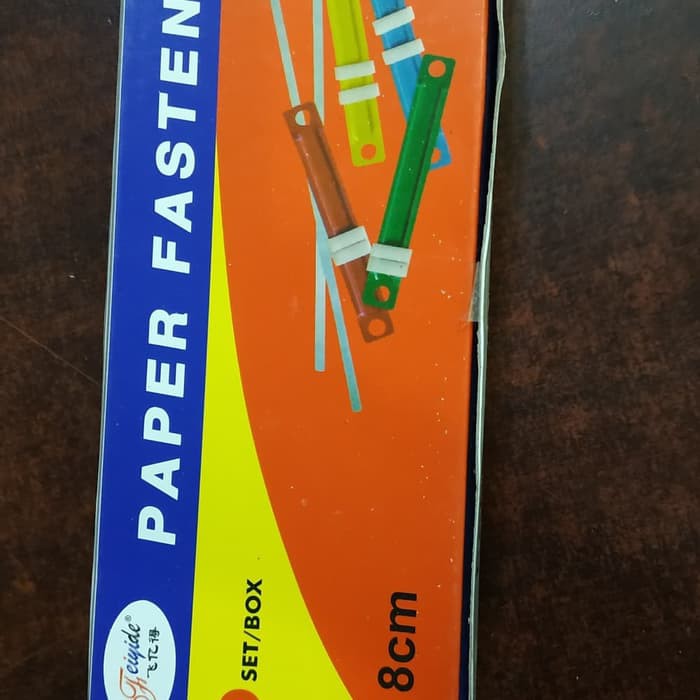 PAPER FASTEN
Feiyide®
飞亿得
SET/BOX
8cm